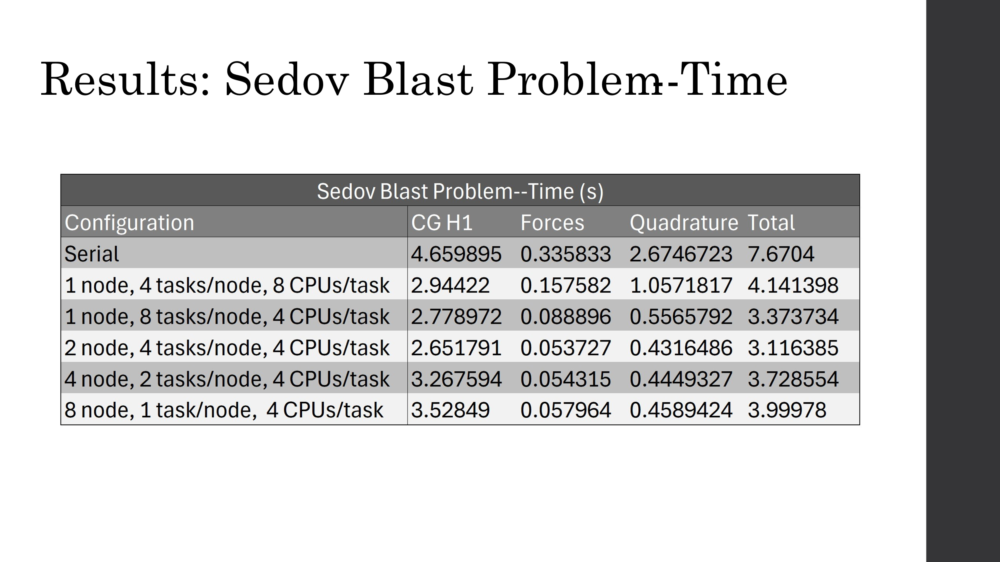 Results: Sedov Blast Problem--Time
Sedov Blast Problem--Time (s)
Configuration CG H1 Forces Quadrature Total
Serial 4.659895 0.335833 2.6746723 7.6704
1 node, 4 tasks/node, 8 CPUs/task 2.94422 0.157582 1.0571817 4.141398
1 node, 8 tasks/node, 4 CPUs/task 2.778972 0.088896 0.5565792 3.373734
2 node, 4 tasks/node, 4 CPUs/task 2.651791 0.053727 0.4316486 3.116385
4 node, 2 tasks/node, 4 CPUs/task 3.267594 0.054315 0.4449327 3.728554
8 node, 1 task/node, 4 CPUs/task 3.52849 0.057964 0.4589424 3.99978